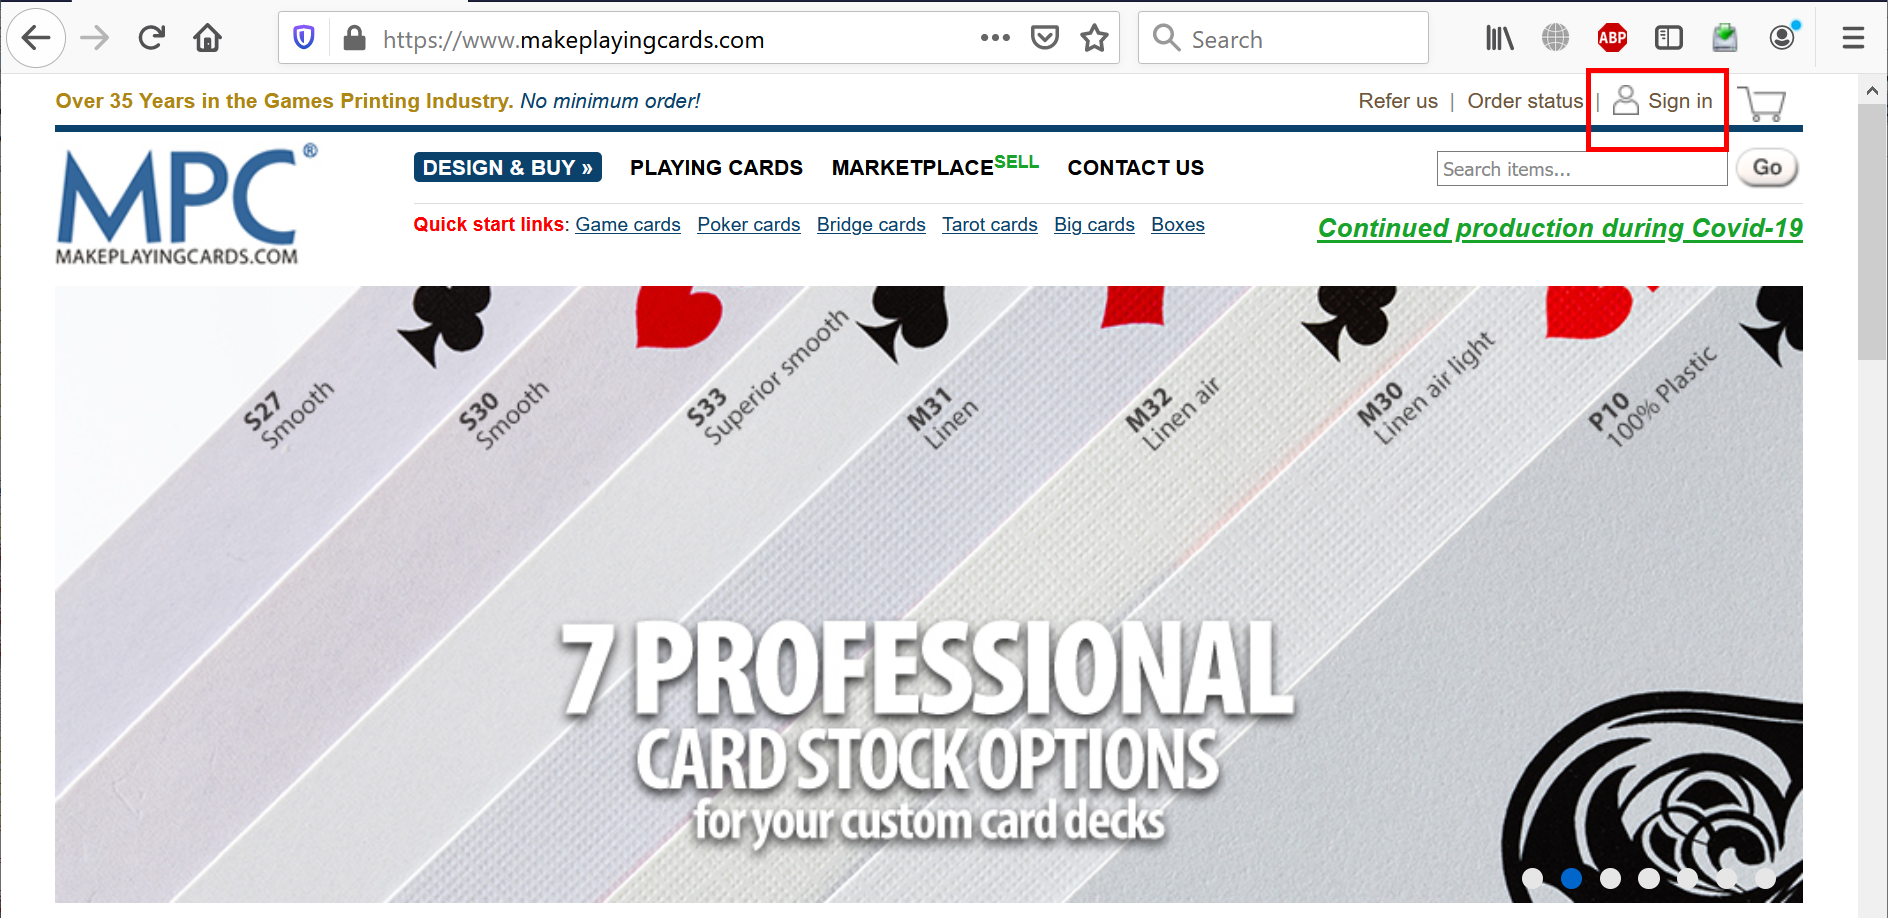 https://www.makeplayingcards.com
Search
ABP
Over 35 Years in the Games Printing Industry. No minimum order!
Refer us | Order status | Sign in
MPC®
MAKEPLAYINGCARDS.COM
DESIGN & BUY »
PLAYING CARDS
MARKETPLACE SELL
CONTACT US
Search items...
Go
Quick start links: Game cards Poker cards Bridge cards Tarot cards Big cards Boxes
Continued production during Covid-19
S27
Smooth
S30
Smooth
S33
Superior smooth
M31
Linen
M32
Linen air
M30
Linen air light
P10
100% Plastic
7 PROFESSIONAL
CARD STOCK OPTIONS
for your custom card decks